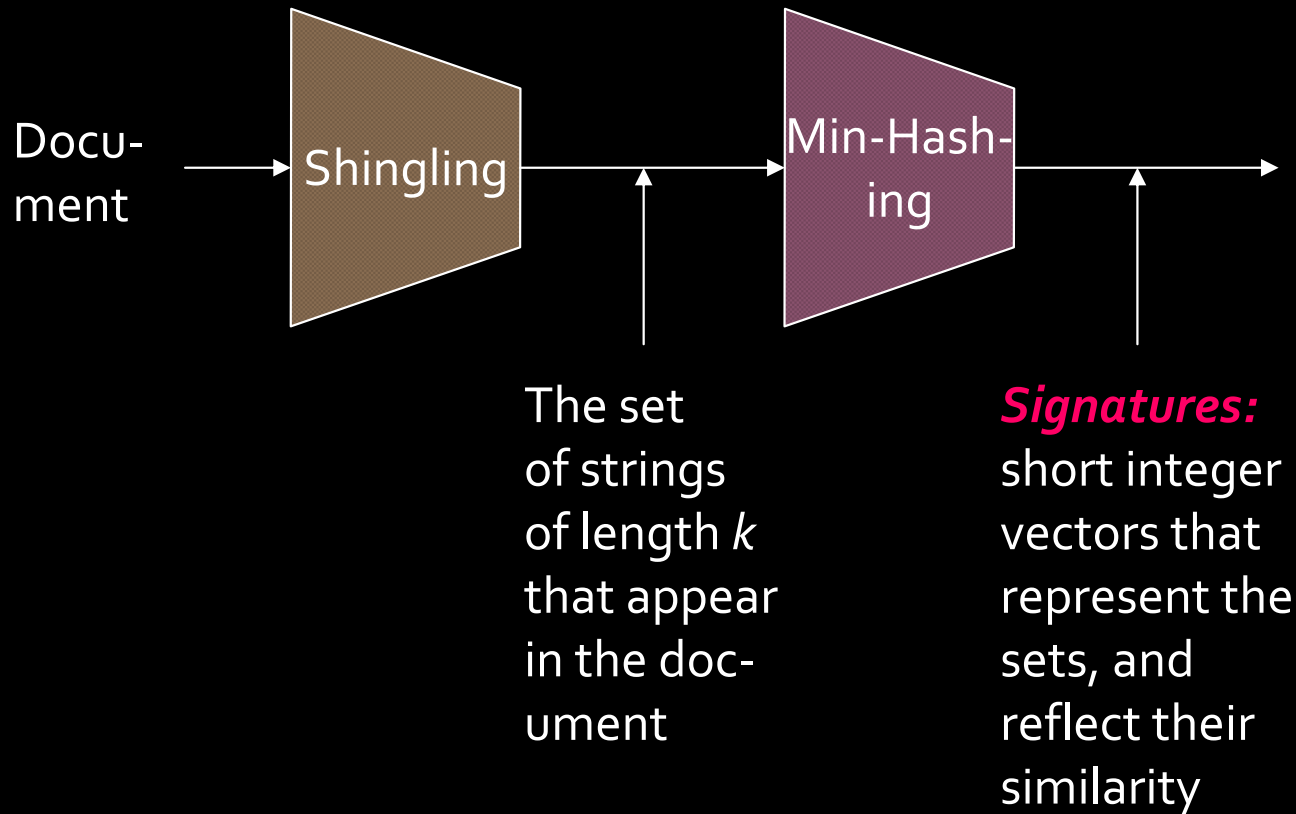 Docu-
ment
Shingling
Min-Hash-
ing
The set
of strings
of length k
that appear
in the doc-
ument
Signatures:
short integer
vectors that
represent the
sets, and
reflect their
similarity